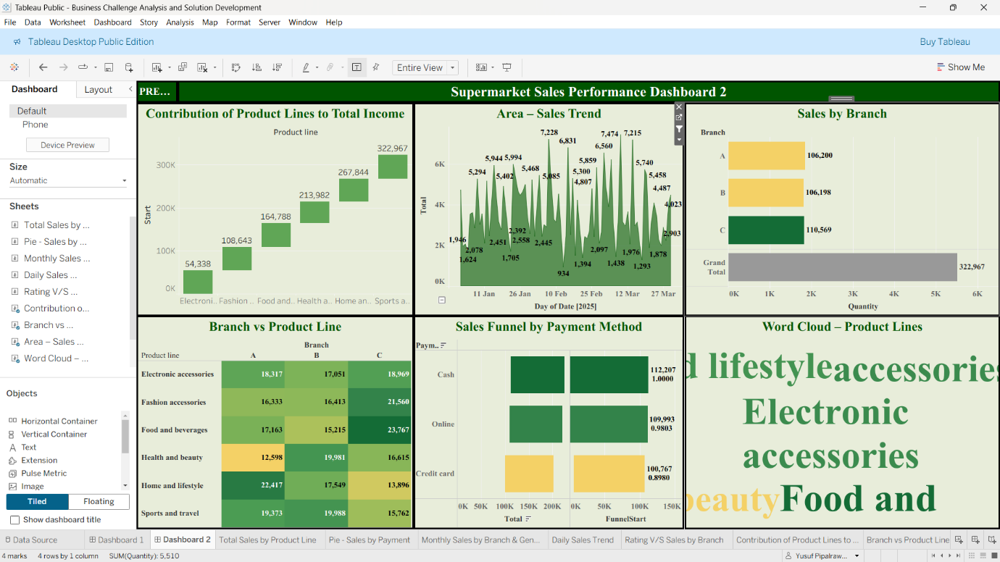 Tableau Public - Business Challenge Analysis and Solution Development
File Data Worksheet Dashboard Story Analysis Map Format Server Window Help
Tableau Desktop Public Edition
Buy Tableau
Entire View
Show Me
Dashboard
Layout
Default
Phone
Device Preview
Size
Automatic
Sheets
Total Sales by ...
Pie - Sales by ...
Monthly Sales ...
Daily Sales ...
Rating V/S ...
Contribution o...
Branch vs ...
Area – Sales ...
Word Cloud – ...
Objects
Horizontal Container
Vertical Container
Text
Extension
Pulse Metric
Image
Tiled
Floating
Show dashboard title
PRE...
Supermarket Sales Performance Dashboard 2
Contribution of Product Lines to Total Income
Product line
Start
300K
200K
100K
0K
54,338
108,643
164,788
213,982
267,844
322,967
Electroni.. Fashion .. Food and.. Health a.. Home an.. Sports a..
Area – Sales Trend
Total
6K
4K
2K
0K
7,228
6,831
7,474
7,215
6,560
5,944
5,994
5,859
5,740
5,294
5,402
5,468
5,085
5,300
4,807
5,458
4,487
4,023
1,946
1,624
2,078
2,451
2,392
2,558
1,705
2,445
934
1,394
2,097
1,438
1,976
1,293
1,878
2,903
11 Jan 26 Jan 10 Feb 25 Feb 12 Mar 27 Mar
Day of Date [2025]
Sales by Branch
Branch
A 106,200
B 106,198
C 110,569
Grand
Total
322,967
0K 1K 2K 3K 4K 5K 6K
Quantity
Branch vs Product Line
Branch
Product line A B C
Electronic accessories 18,317 17,051 18,969
Fashion accessories 16,333 16,413 21,560
Food and beverages 17,163 15,215 23,767
Health and beauty 12,598 19,981 16,615
Home and lifestyle 22,417 17,549 13,896
Sports and travel 19,373 19,988 15,762
Sales Funnel by Payment Method
Paym..
Cash
112,207
1.0000
Online
109,993
0.9803
Credit card
100,767
0.8980
0K 50K 100K 150K 200K
0K 50K 100K 150K
Total
FunnelStart
Word Cloud – Product Lines
d lifestyle accessories
Electronic
accessories
beauty Food and
Data Source
Dashboard 1
Dashboard 2
Total Sales by Product Line
Pie - Sales by Payment
Monthly Sales by Branch & Gen...
Daily Sales Trend
Rating V/S Sales by Branch
Contribution of Product Lines to ...
Branch vs Product Line
4 marks 4 rows by 1 column SUM(Quantity): 5,510
Yusuf Pipalraw...